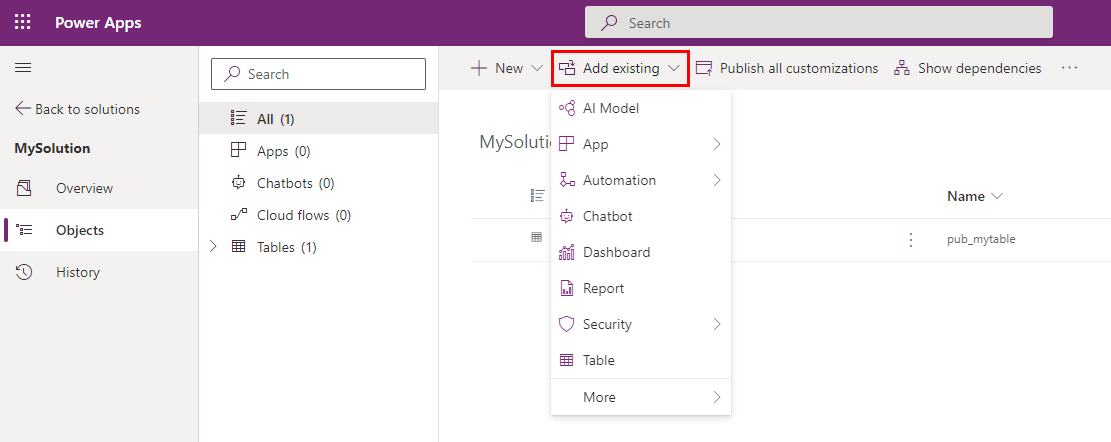 Power Apps
Search
Back to solutions
MySolution
Overview
Objects
History
Search
All (1)
Apps (0)
Chatbots (0)
Cloud flows (0)
Tables (1)
New
Add existing
Publish all customizations
Show dependencies
···
AI Model
App
Automation
Chatbot
Dashboard
Report
Security
Table
More
MySolutio
Name
pub_mytable